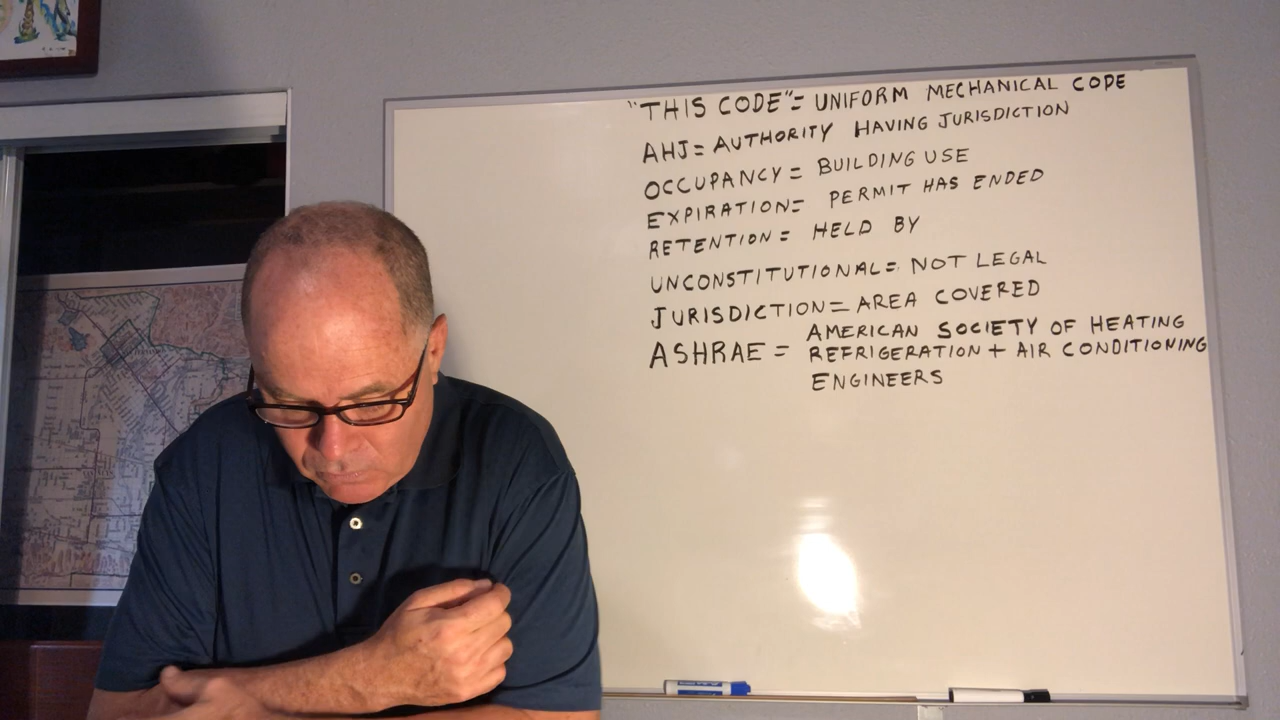 "THIS CODE"= UNIFORM MECHANICAL CODE
AHJ= AUTHORITY HAVING JURISDICTION
OCCUPANCY= BUILDING USE
EXPIRATION= PERMIT HAS ENDED
RETENTION= HELD BY
UNCONSTITUTIONAL= NOT LEGAL
JURISDICTION= AREA COVERED
ASHRAE= AMERICAN SOCIETY OF HEATING
REFRIGERATION + AIR CONDITIONING
ENGINEERS